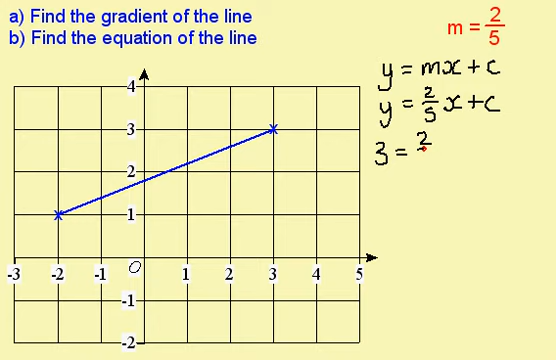 a) Find the gradient of the line
b) Find the equation of the line
m = 2/5
y = mx + c
y = 2/5 x + c
3 = 2
4
3
2
1
O
-3 -2 -1 1 2 3 4 5
-1
-2